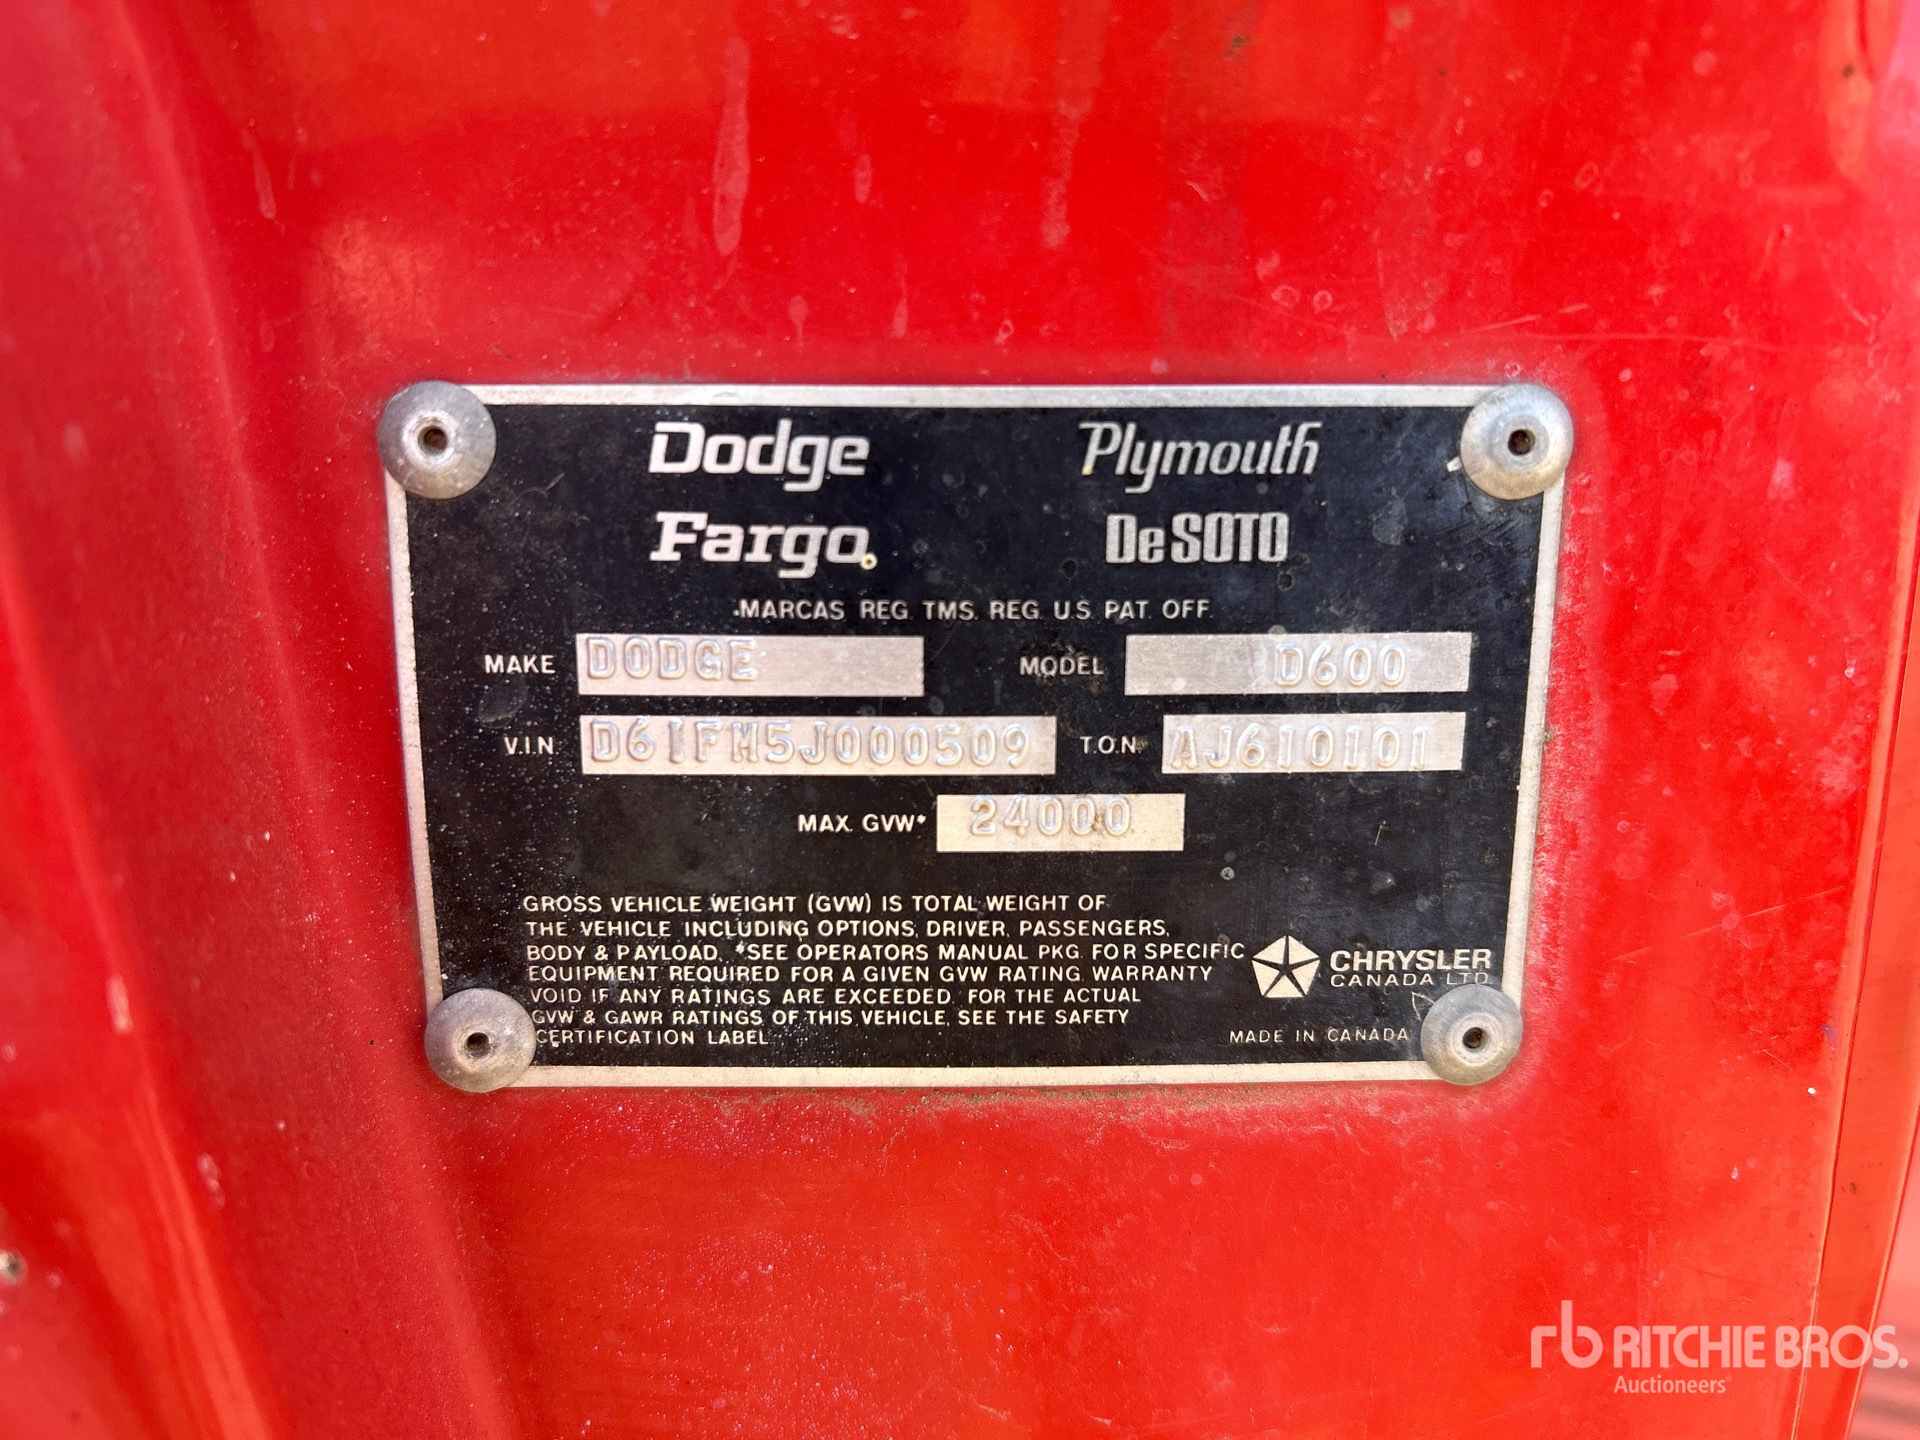 Dodge Plymouth
Fargo DeSOTO
MARCAS REG. TMS. REG. U.S. PAT. OFF.
MAKE DODGE MODEL D600
V.I.N. D61FM5J000509 T.O.N. AJ610101
MAX. GVW* 24000
GROSS VEHICLE WEIGHT (GVW) IS TOTAL WEIGHT OF
THE VEHICLE INCLUDING OPTIONS, DRIVER, PASSENGERS,
BODY & PAYLOAD. *SEE OPERATORS MANUAL PKG. FOR SPECIFIC
EQUIPMENT REQUIRED FOR A GIVEN GVW RATING. WARRANTY
VOID IF ANY RATINGS ARE EXCEEDED. FOR THE ACTUAL
GVW & GAWR RATINGS OF THIS VEHICLE, SEE THE SAFETY
CERTIFICATION LABEL.
CHRYSLER
CANADA LTD.
MADE IN CANADA
rb RITCHIE BROS.
Auctioneers